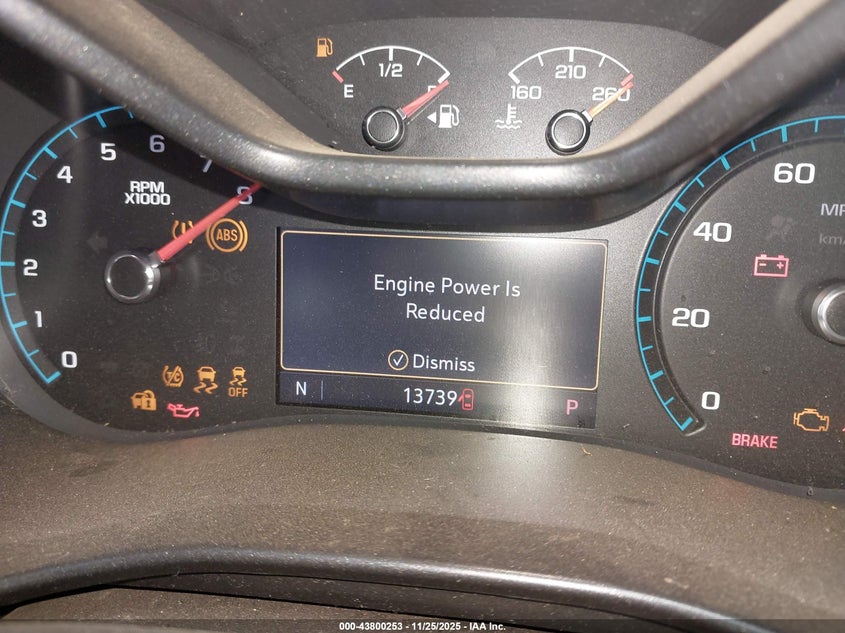 1/2
E
F
160
210
260
0
1
2
3
4
5
6
7
8
RPM
X1000
ABS
Engine Power Is
Reduced
Dismiss
N
13739
P
T/C
OFF
0
20
40
60
BRAKE
000-43800253 - 11/25/2025 - IAA Inc.